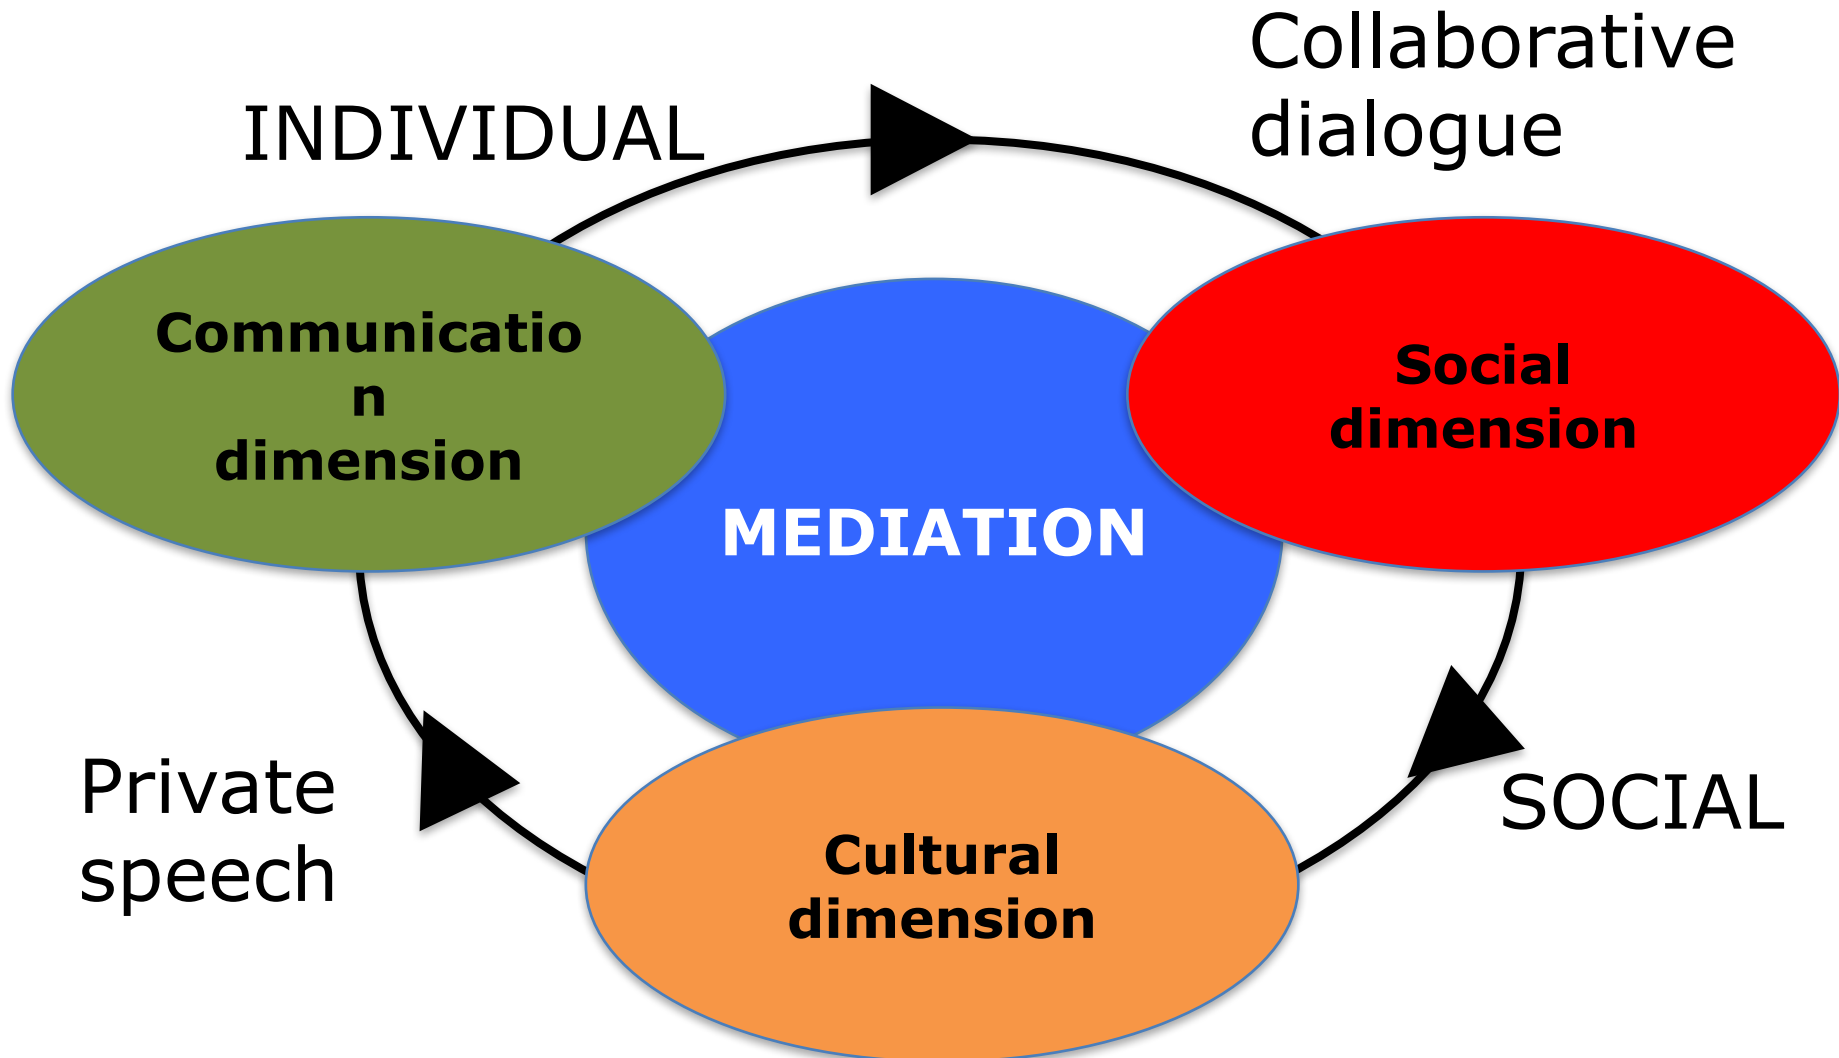 Collaborative
dialogue
INDIVIDUAL
Communicatio
n
dimension
Social
dimension
MEDIATION
Private
speech
SOCIAL
Cultural
dimension